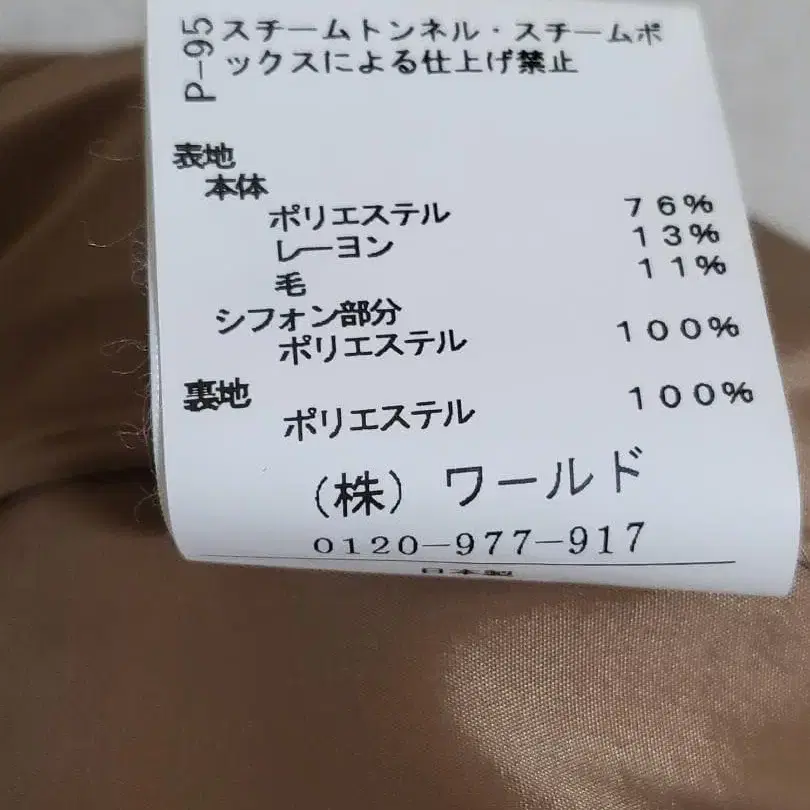 P-95
スチームトンネル・スチームボ
ックスによる仕上げ禁止
表地
本体
ポリエステル 76%
レーヨン 13%
毛 11%
シフォン部分
ポリエステル 100%
裏地
ポリエステル 100%
(株) ワールド
0120-977-917
日本製